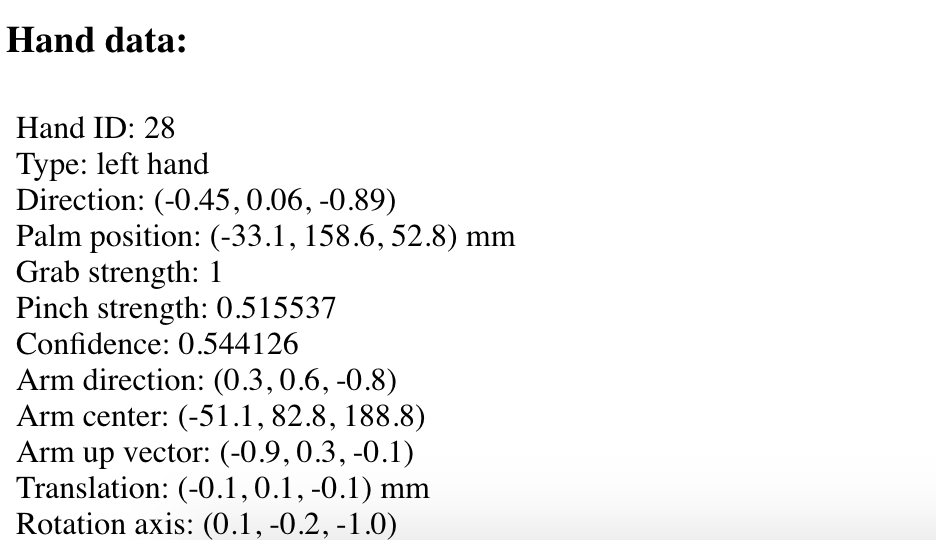 Hand data:
Hand ID: 28
Type: left hand
Direction: (-0.45, 0.06, -0.89)
Palm position: (-33.1, 158.6, 52.8) mm
Grab strength: 1
Pinch strength: 0.515537
Confidence: 0.544126
Arm direction: (0.3, 0.6, -0.8)
Arm center: (-51.1, 82.8, 188.8)
Arm up vector: (-0.9, 0.3, -0.1)
Translation: (-0.1, 0.1, -0.1) mm
Rotation axis: (0.1, -0.2, -1.0)